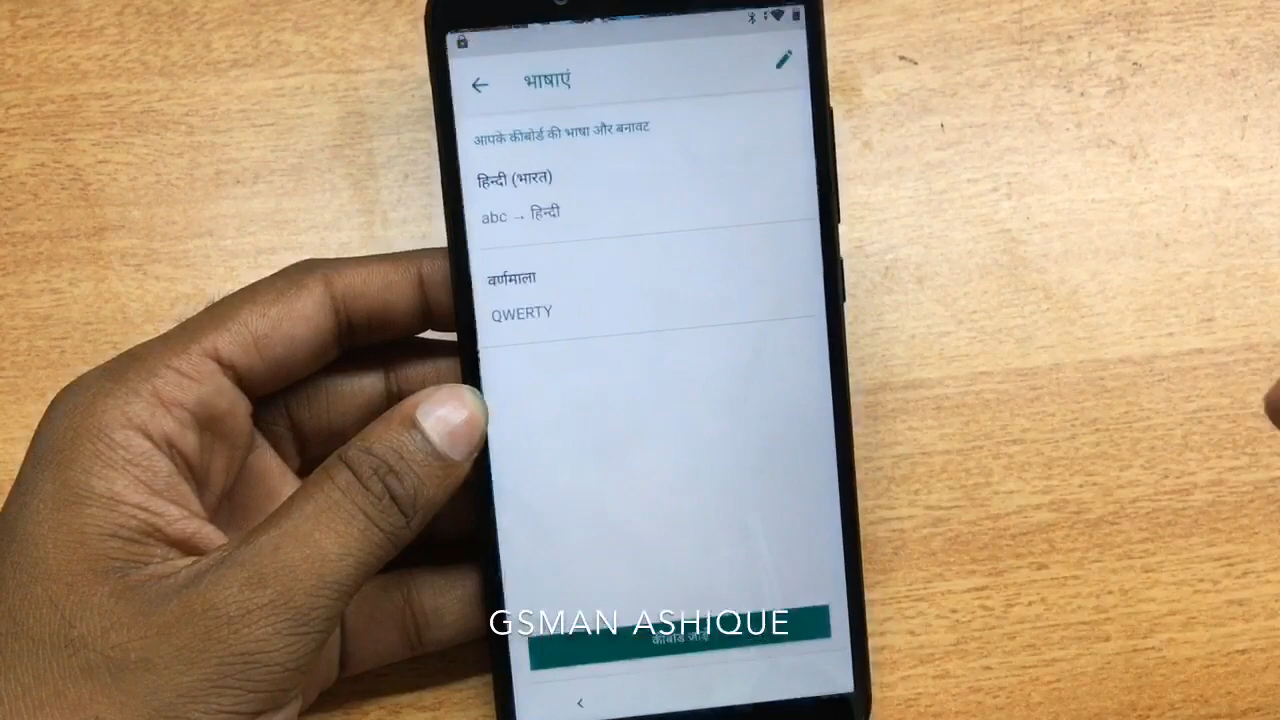 भाषाएं
आपके कीबोर्ड की भाषा और बनावट
हिन्दी (भारत)
abc → हिन्दी
वर्णमाला
QWERTY
GSMAN ASHIQUE
कीबोर्ड जोड़ें